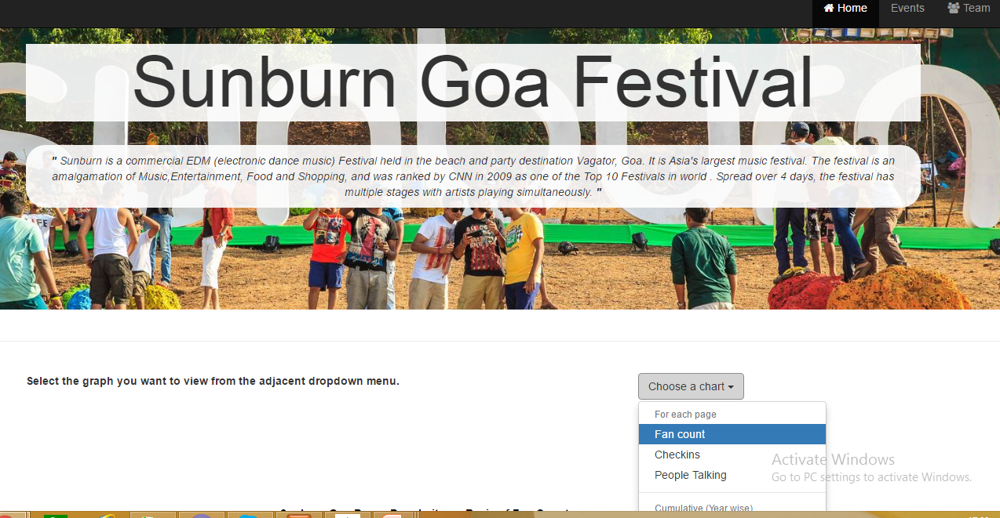 Home Events Team
Sunburn Goa Festival
" Sunburn is a commercial EDM (electronic dance music) Festival held in the beach and party destination Vagator, Goa. It is Asia's largest music festival. The festival is an
amalgamation of Music,Entertainment, Food and Shopping, and was ranked by CNN in 2009 as one of the Top 10 Festivals in world . Spread over 4 days, the festival has
multiple stages with artists playing simultaneously. "
Select the graph you want to view from the adjacent dropdown menu.
Choose a chart
For each page
Fan count
Checkins
People Talking
Activate Windows
Go to PC settings to activate Windows.
Cumulative (Year wise)